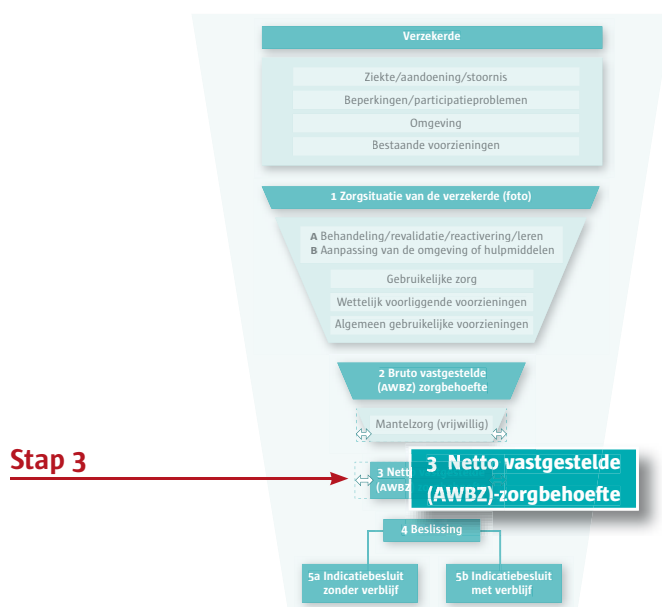 Verzekerde
Ziekte/aandoening/stoornis
Beperkingen/participatieproblemen
Omgeving
Bestaande voorzieningen
1 Zorgsituatie van de verzekerde (foto)
A Behandeling/revalidatie/reactivering/leren
B Aanpassing van de omgeving of hulpmiddelen
Gebruikelijke zorg
Wettelijk voorliggende voorzieningen
Algemeen gebruikelijke voorzieningen
2 Bruto vastgestelde
(AWBZ) zorgbehoefte
Mantelzorg (vrijwillig)
Stap 3
3 Netto vastgestelde
(AWBZ)-zorgbehoefte
4 Beslissing
5a Indicatiebesluit
zonder verblijf
5b Indicatiebesluit
met verblijf